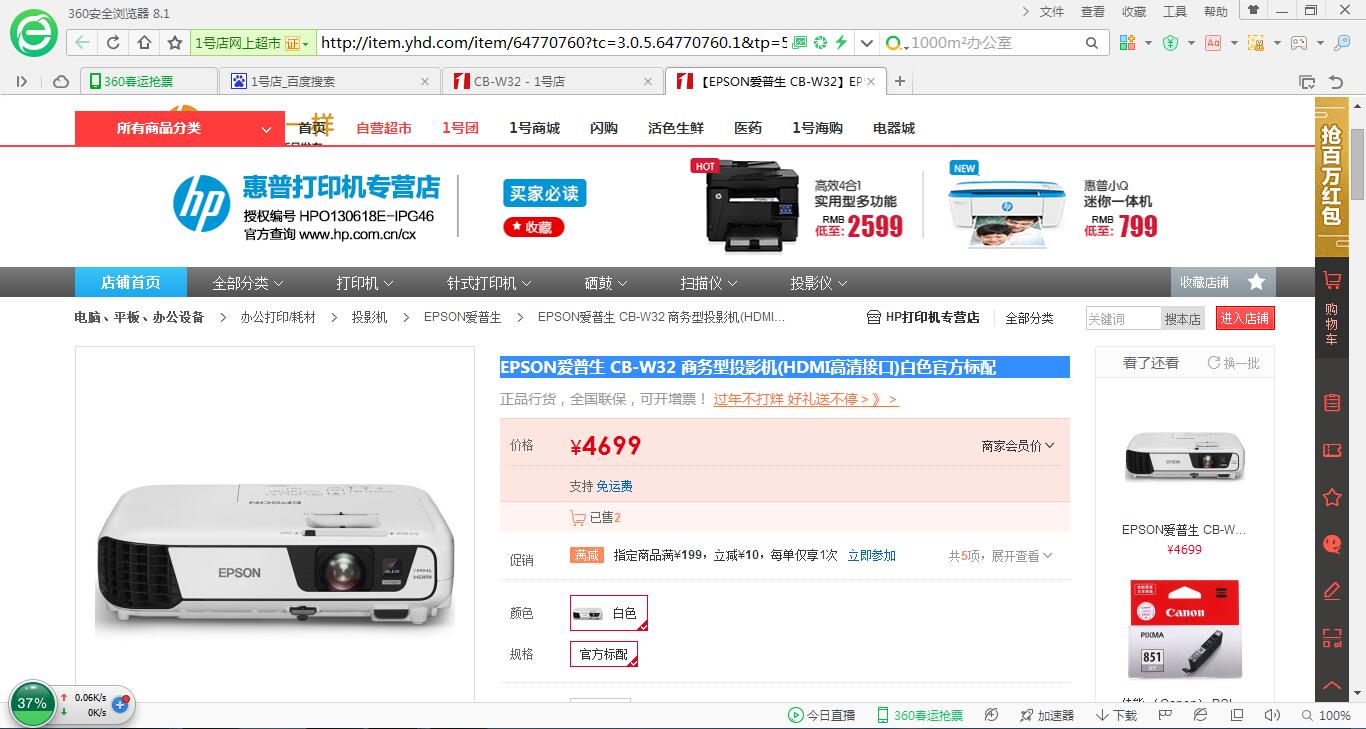 360安全浏览器 8.1
文件 查看 收藏 工具 帮助
1号店网上超市 证 http://item.yhd.com/item/64770760?tc=3.0.5.64770760.1&tp=5 1000m²办公室
360春运抢票 1号店_百度搜索 CB-W32 - 1号店 【EPSON爱普生 CB-W32】EP
所有商品分类 首页 自营超市 1号团 1号商城 闪购 活色生鲜 医药 1号海购 电器城
一样
抢百万红包
hp 惠普打印机专营店
授权编号 HPO130618E-IPG46
官方查询 www.hp.com.cn/cx
买家必读
收藏
HOT
高效4合1
实用型多功能
RMB
低至: 2599
NEW
惠普小Q
迷你一体机
RMB
低至: 799
店铺首页 全部分类 打印机 针式打印机 硒鼓 扫描仪 投影仪 收藏店铺
购物车
电脑、平板、办公设备 > 办公打印/耗材 > 投影机 > EPSON爱普生 > EPSON爱普生 CB-W32 商务型投影机(HDMI...
HP打印机专营店 全部分类 关键词 搜本店 进入店铺
EPSON爱普生 CB-W32 商务型投影机(HDMI高清接口)白色官方标配
正品行货，全国联保，可开增票！ 过年不打烊 好礼送不停＞》＞
价格 ¥4699 商家会员价
支持 免运费
已售2
促销 满减 指定商品满¥199，立减¥10，每单仅享1次 立即参加 共5项，展开查看
颜色 白色
规格 官方标配
EPSON
EPSON
HDMI
看了还看 换一批
EPSON
EPSON爱普生 CB-W...
¥4699
Canon
PIXMA
851
GY
37% 0.06K/s
0K/s
今日直播 360春运抢票 加速器 下载 100%